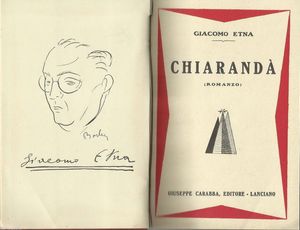 Giacomo Etna
GIACOMO ETNA
CHIARANDÀ
(ROMANZO)
GIUSEPPE CARABBA, EDITORE - LANCIANO